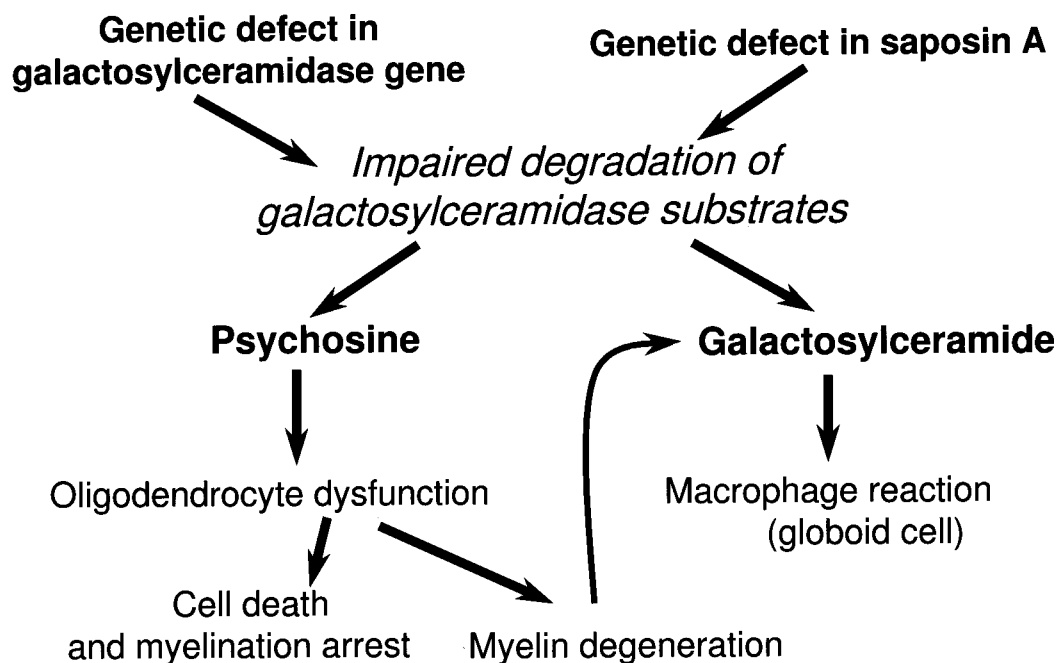 Genetic defect in
galactosylceramidase gene
Genetic defect in saposin A
Impaired degradation of
galactosylceramidase substrates
Psychosine
Galactosylceramide
Oligodendrocyte dysfunction
Macrophage reaction
(globoid cell)
Cell death
and myelination arrest
Myelin degeneration